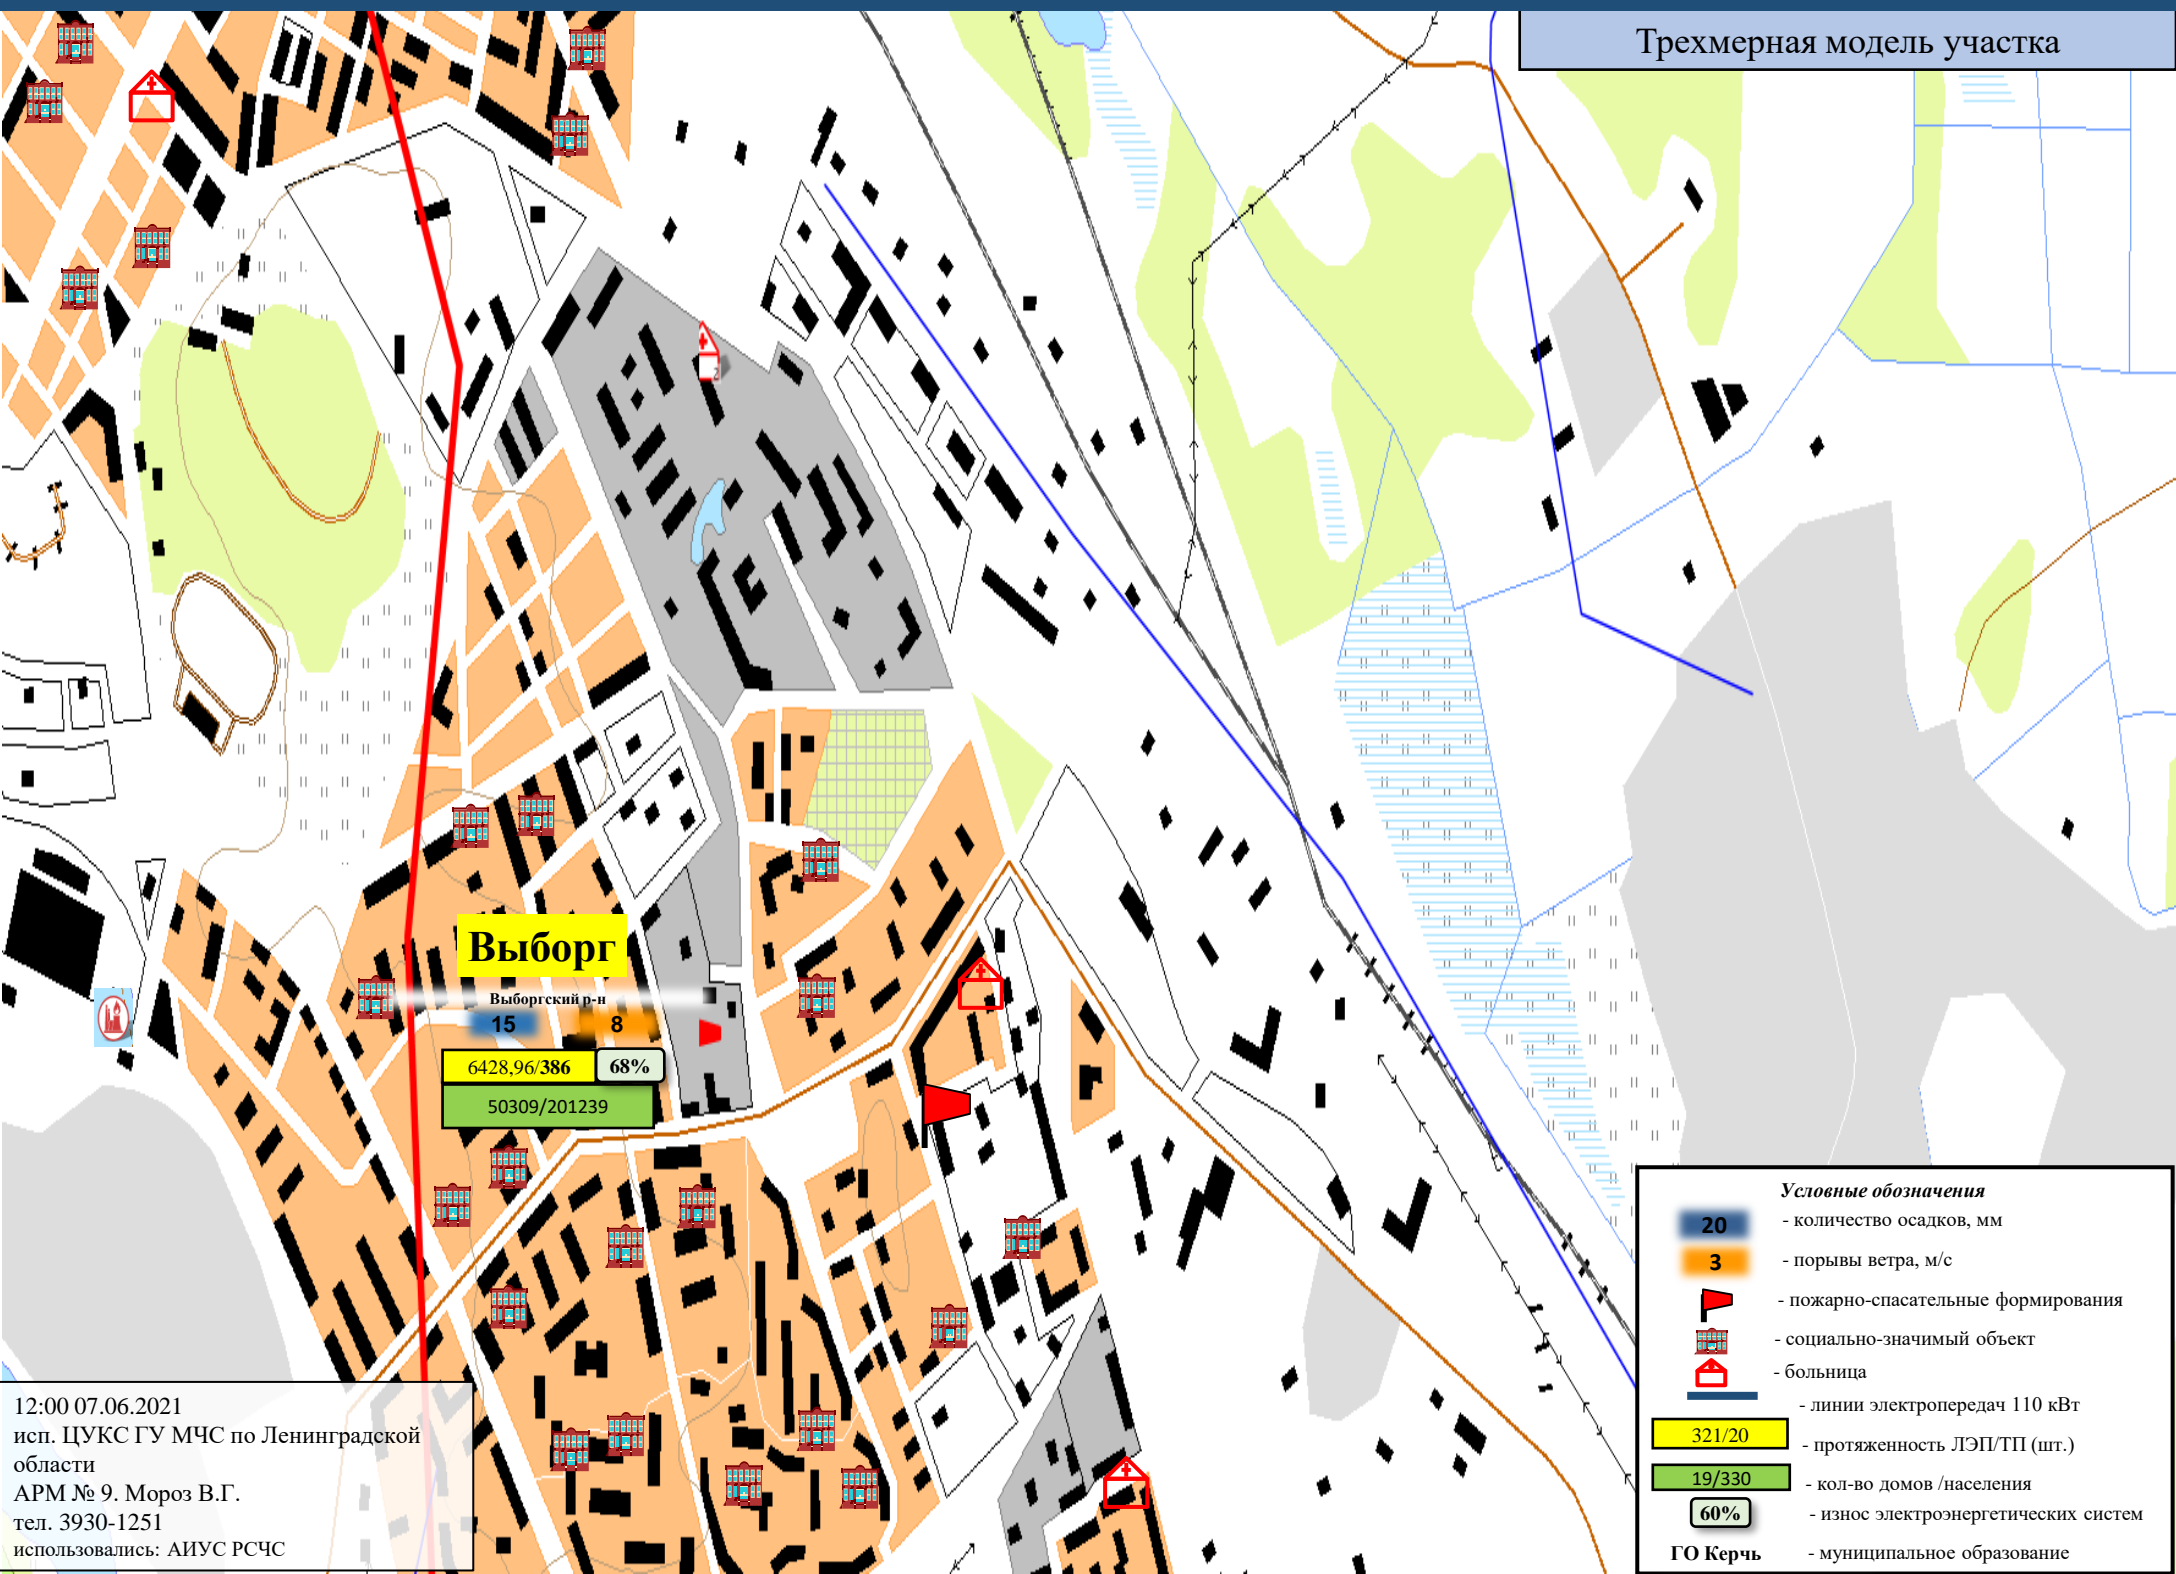 Трехмерная модель участка
2
Выборг
Выборгский р-н
15 8
6428,96/386 68%
50309/201239
12:00 07.06.2021
исп. ЦУКС ГУ МЧС по Ленинградской
области
АРМ № 9. Мороз В.Г.
тел. 3930-1251
использовались: АИУС РСЧС
Условные обозначения
20 - количество осадков, мм
3 - порывы ветра, м/с
- пожарно-спасательные формирования
- социально-значимый объект
- больница
- линии электропередач 110 кВт
321/20 - протяженность ЛЭП/ТП (шт.)
19/330 - кол-во домов /населения
60% - износ электроэнергетических систем
ГО Керчь - муниципальное образование